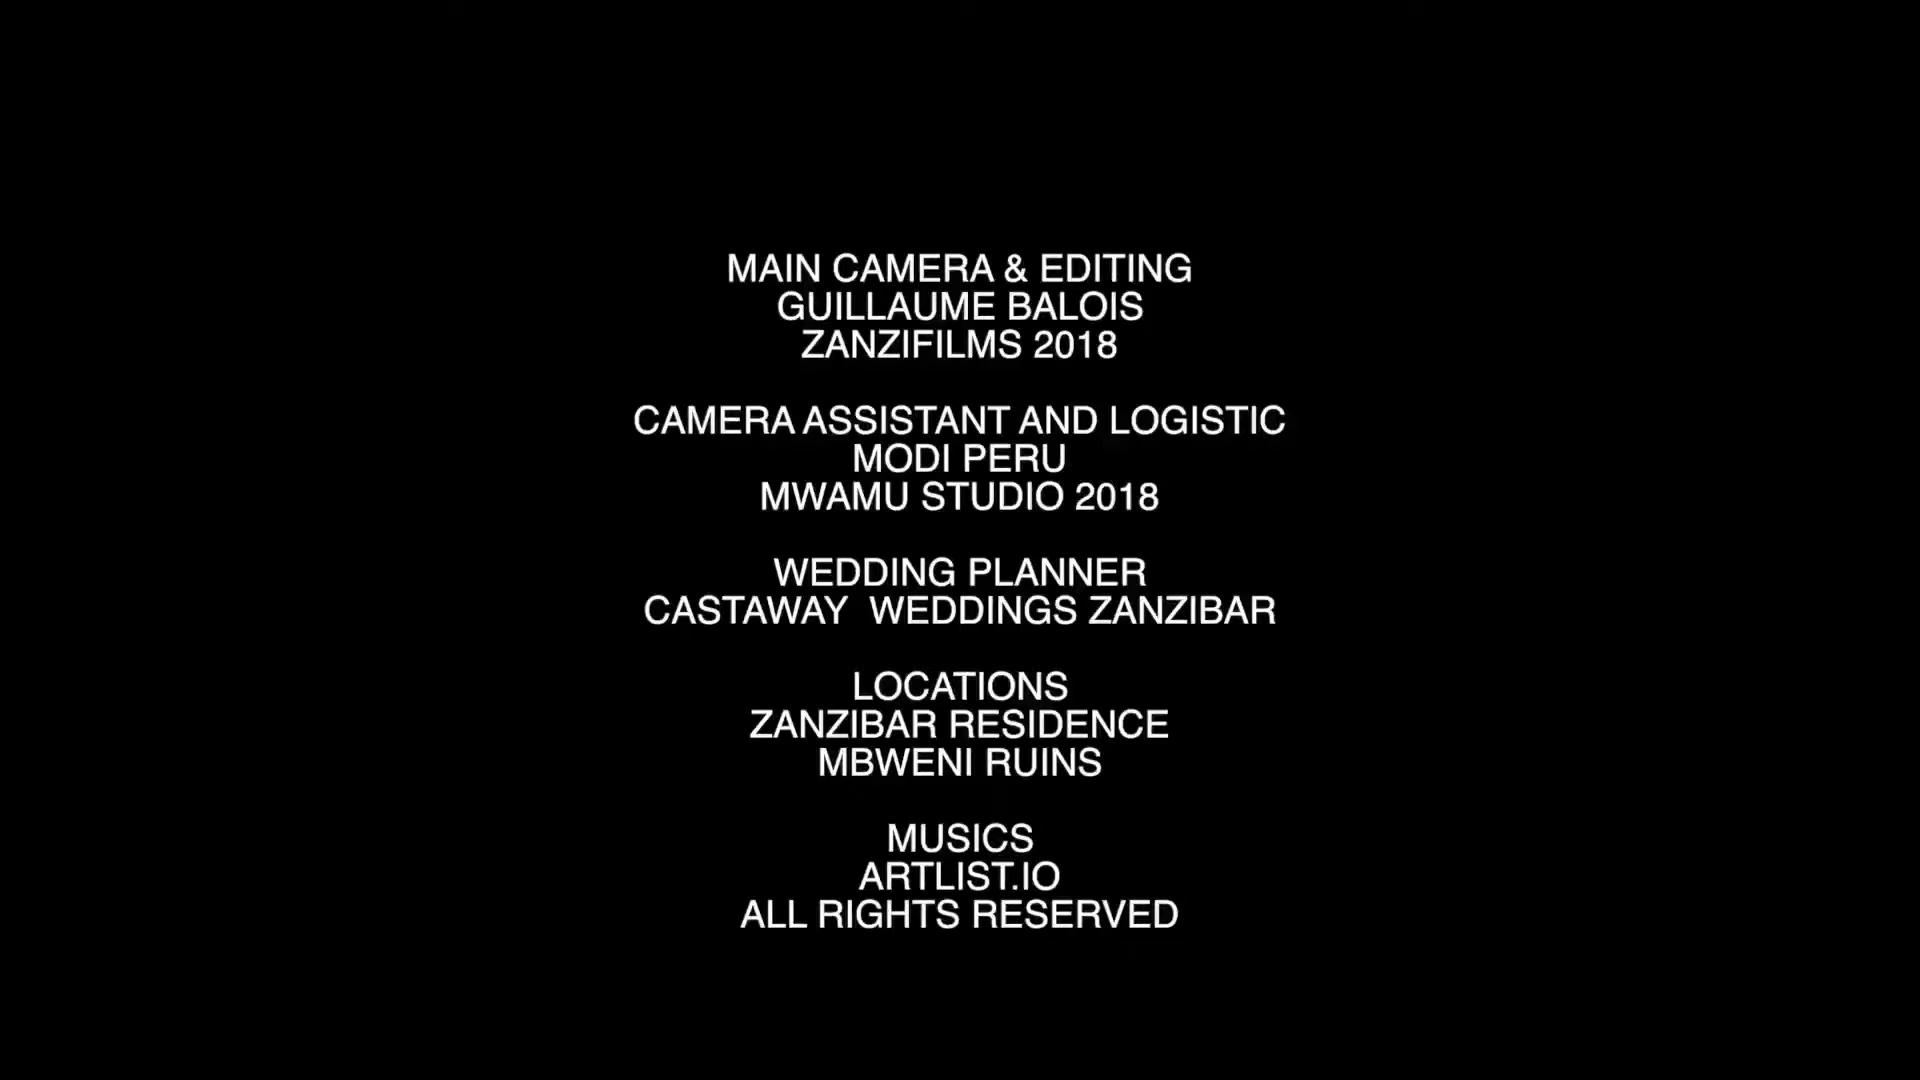 MAIN CAMERA & EDITING
GUILLAUME BALOIS
ZANZIFILMS 2018
CAMERA ASSISTANT AND LOGISTIC
MODI PERU
MWAMU STUDIO 2018
WEDDING PLANNER
CASTAWAY  WEDDINGS ZANZIBAR
LOCATIONS
ZANZIBAR RESIDENCE
MBWENI RUINS
MUSICS
ARTLIST.IO
ALL RIGHTS RESERVED